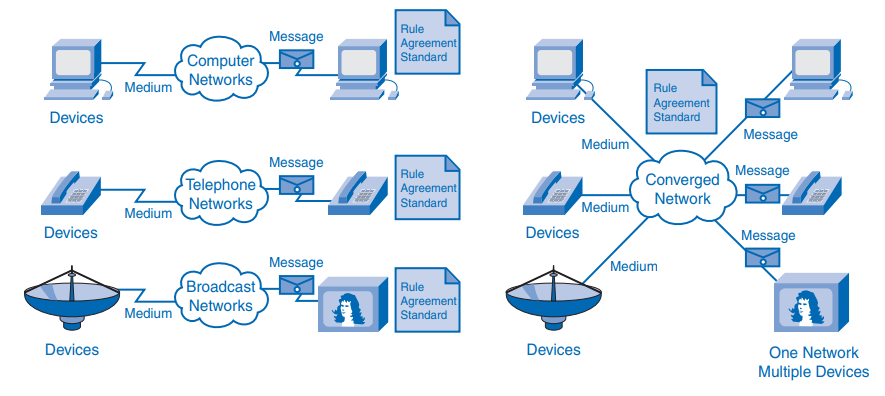 Message
Rule
Agreement
Standard
Computer
Networks
Medium
Devices
Message
Rule
Agreement
Standard
Telephone
Networks
Medium
Devices
Message
Rule
Agreement
Standard
Broadcast
Networks
Medium
Devices
Rule
Agreement
Standard
Devices
Message
Medium
Converged
Network
Message
Medium
Devices
Message
Medium
Devices
One Network
Multiple Devices